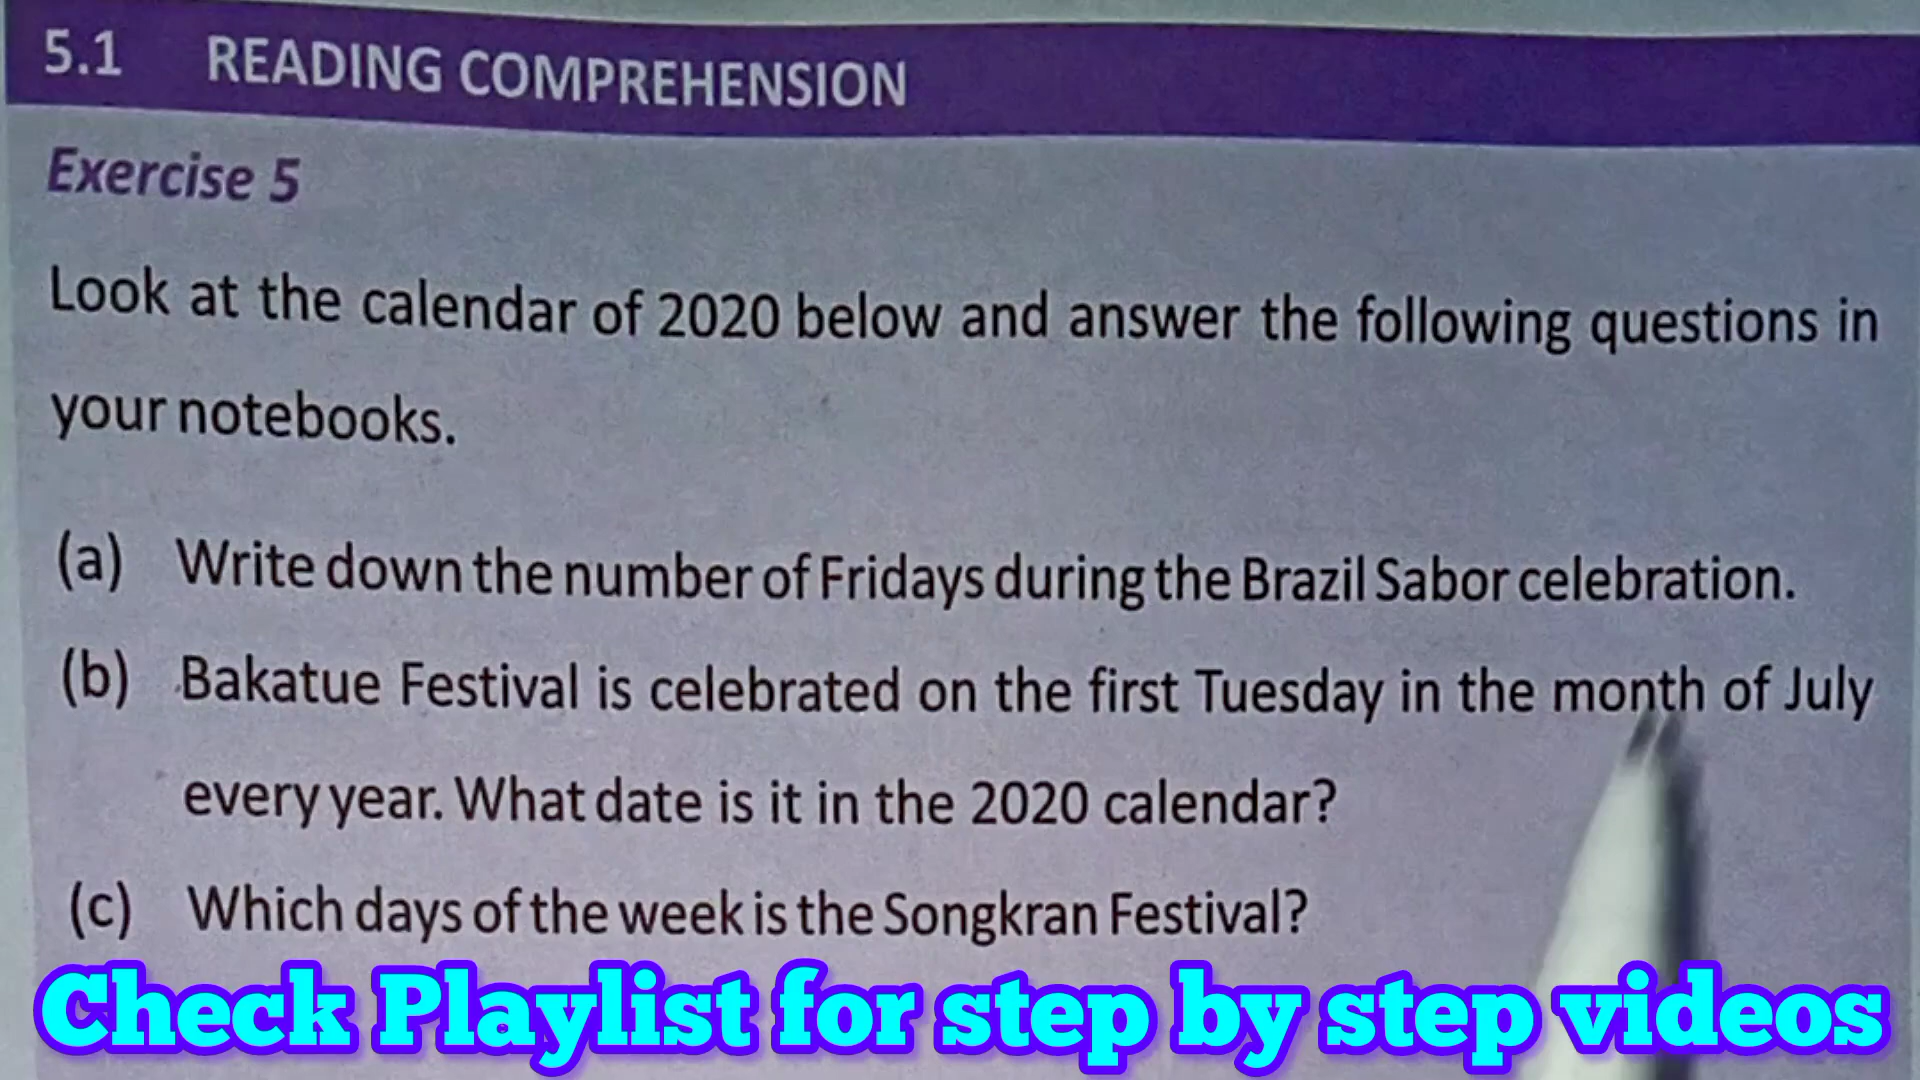 5.1 READING COMPREHENSION
Exercise 5
Look at the calendar of 2020 below and answer the following questions in
your notebooks.
(a) Write down the number of Fridays during the Brazil Sabor celebration.
(b) Bakatue Festival is celebrated on the first Tuesday in the month of July
every year. What date is it in the 2020 calendar?
(c) Which days of the week is the Songkran Festival?
Check Playlist for step by step videos